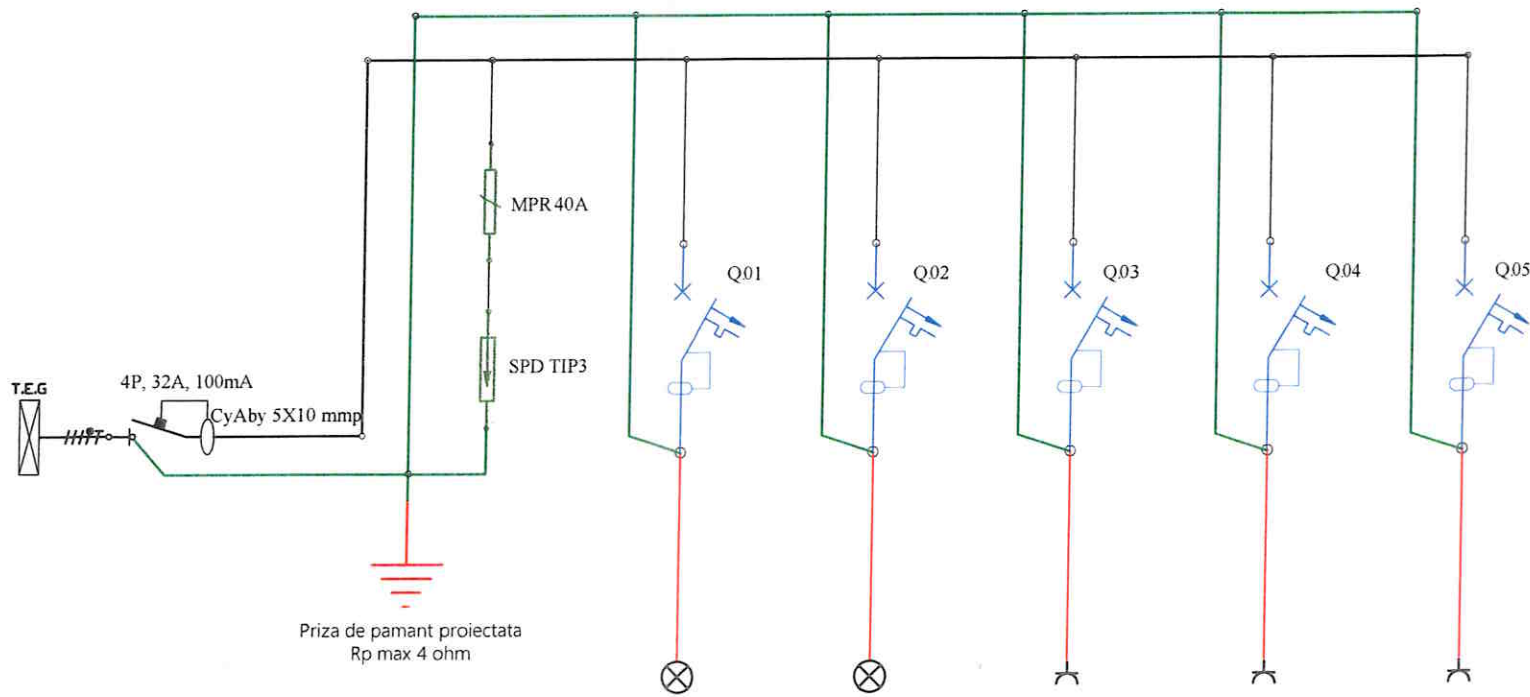 MPR 40A
Q.01
Q.02
Q.03
Q.04
Q.05
SPD TIP3
T.E.G
4P, 32A, 100mA
CyAby 5X10 mmp
Priza de pamant proiectata
Rp max 4 ohm